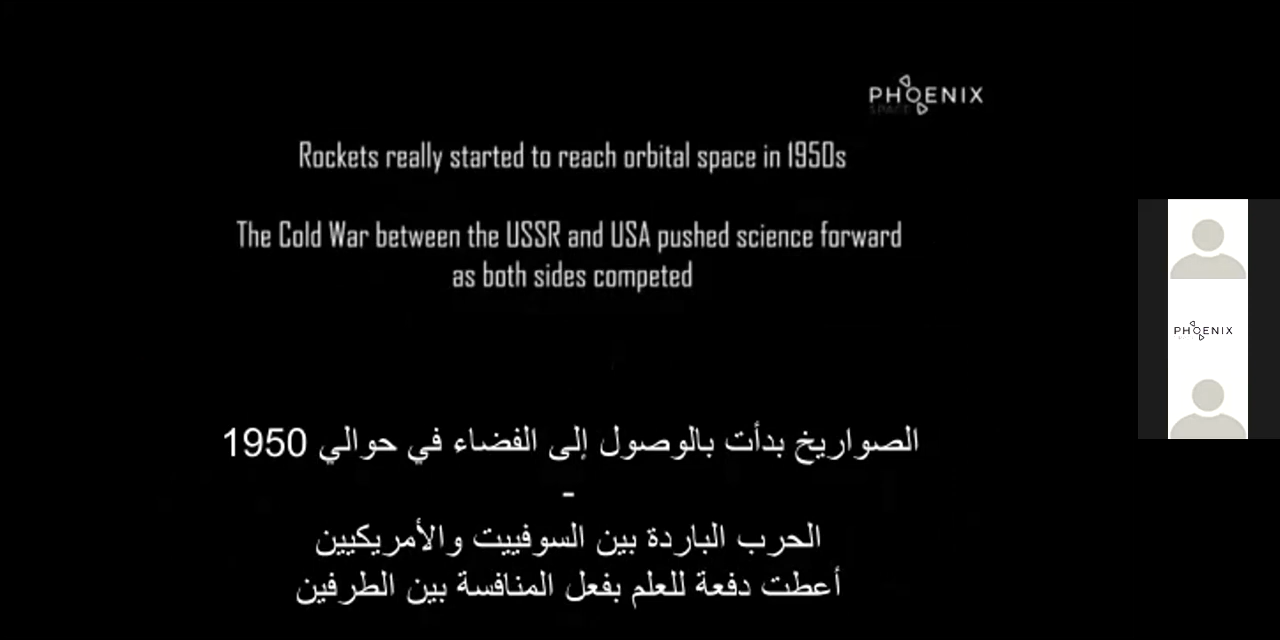 PHOENIX
SPACE
Rockets really started to reach orbital space in 1950s
The Cold War between the USSR and USA pushed science forward
as both sides competed
PHOENIX
الصواريخ بدأت بالوصول إلى الفضاء في حوالي 1950
-
الحرب الباردة بين السوفييت والأمريكيين
أعطت دفعة للعلم بفعل المنافسة بين الطرفين